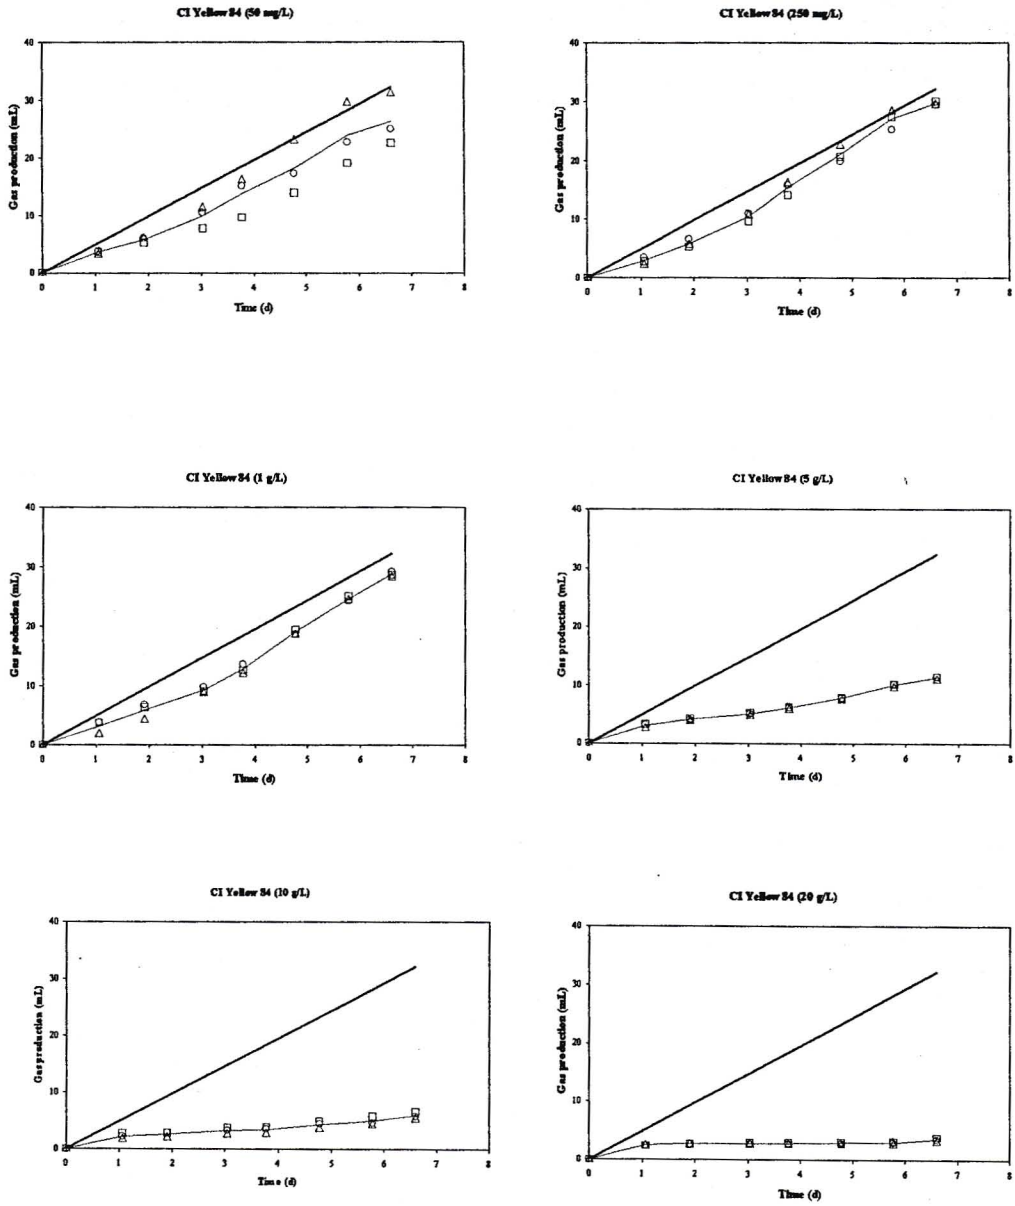 CI Yellow 84 (50 mg/L)
40
30
20
10
0
Gas production (mL)
0 1 2 3 4 5 6 7 8
Time (d)
CI Yellow 84 (250 mg/L)
40
30
20
10
0
Gas production (mL)
0 1 2 3 4 5 6 7 8
Time (d)
CI Yellow 84 (1 g/L)
40
30
20
10
0
Gas production (mL)
0 1 2 3 4 5 6 7 8
Time (d)
CI Yellow 84 (5 g/L)
40
30
20
10
0
Gas production (mL)
0 1 2 3 4 5 6 7 8
Time (d)
CI Yellow 84 (10 g/L)
40
30
20
10
0
Gas production (mL)
0 1 2 3 4 5 6 7 8
Time (d)
CI Yellow 84 (20 g/L)
40
30
20
10
0
Gas production (mL)
0 1 2 3 4 5 6 7 8
Time (d)